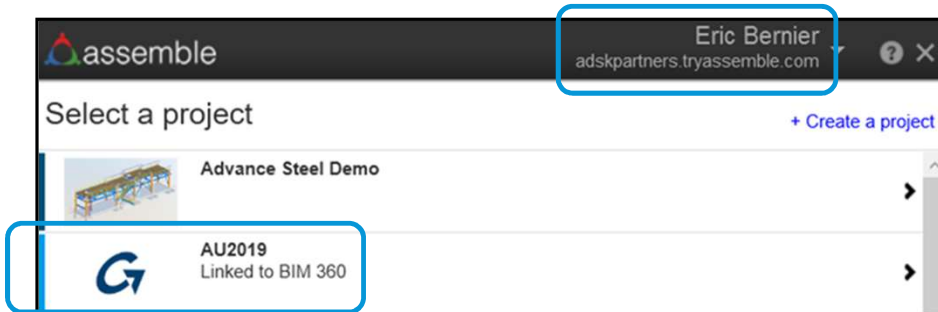 assemble
Eric Bernier
adskpartners.tryassemble.com
?
Select a project
+ Create a project
Advance Steel Demo
AU2019
Linked to BIM 360